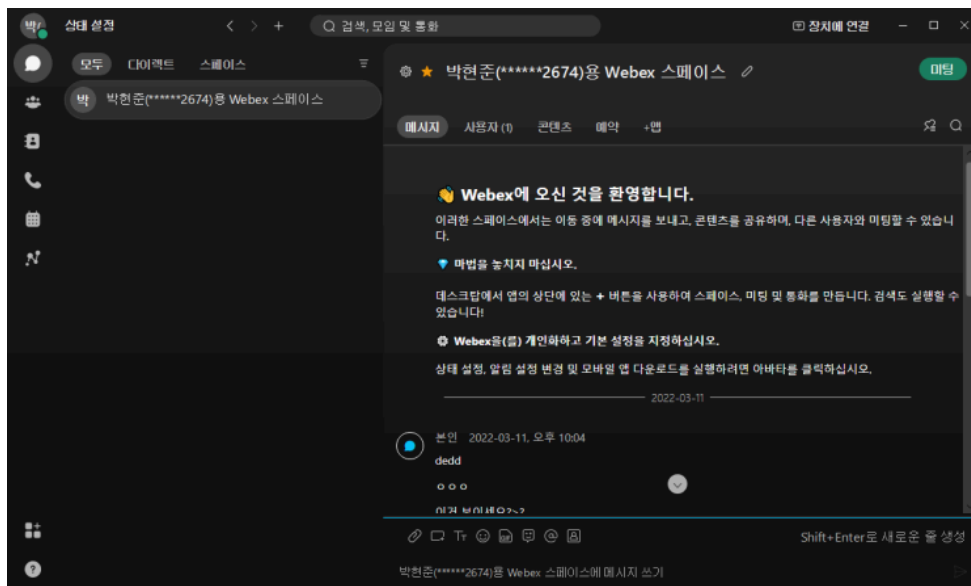 박
상태 설정
검색, 모임 및 통화
장치에 연결
모두 다이렉트 스페이스
박 박현준(******2674)용 Webex 스페이스
박현준(******2674)용 Webex 스페이스
미팅
메시지 사용자 (1) 콘텐츠 예약 +앱
Webex에 오신 것을 환영합니다.
이러한 스페이스에서는 이동 중에 메시지를 보내고, 콘텐츠를 공유하며, 다른 사용자와 미팅할 수 있습니
다.
마법을 놓치지 마십시오.
데스크탑에서 앱의 상단에 있는 + 버튼을 사용하여 스페이스, 미팅 및 통화를 만듭니다. 검색도 실행할 수
있습니다!
Webex을(를) 개인화하고 기본 설정을 지정하십시오.
상태 설정, 알림 설정 변경 및 모바일 앱 다운로드를 실행하려면 아바타를 클릭하십시오.
2022-03-11
본인 2022-03-11, 오후 10:04
dedd
ㅇㅇㅇ
이거 보이세요?~?
Shift+Enter로 새로운 줄 생성
박현준(******2674)용 Webex 스페이스에 메시지 쓰기